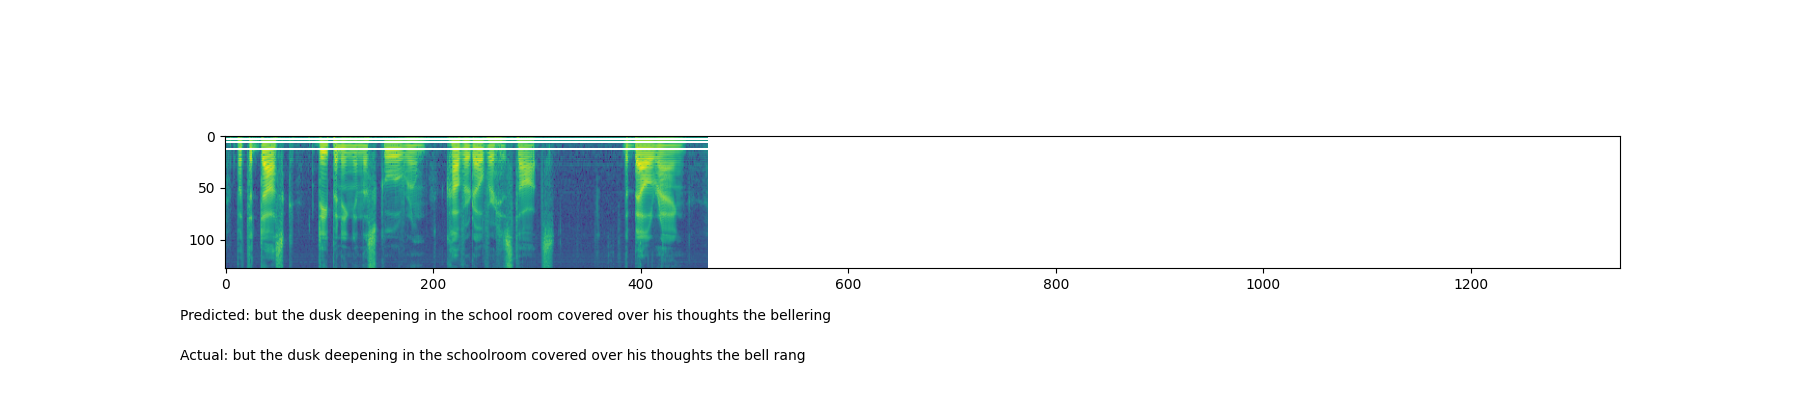 0
50
100
0 200 400 600 800 1000 1200
Predicted: but the dusk deepening in the school room covered over his thoughts the bellering
Actual: but the dusk deepening in the schoolroom covered over his thoughts the bell rang